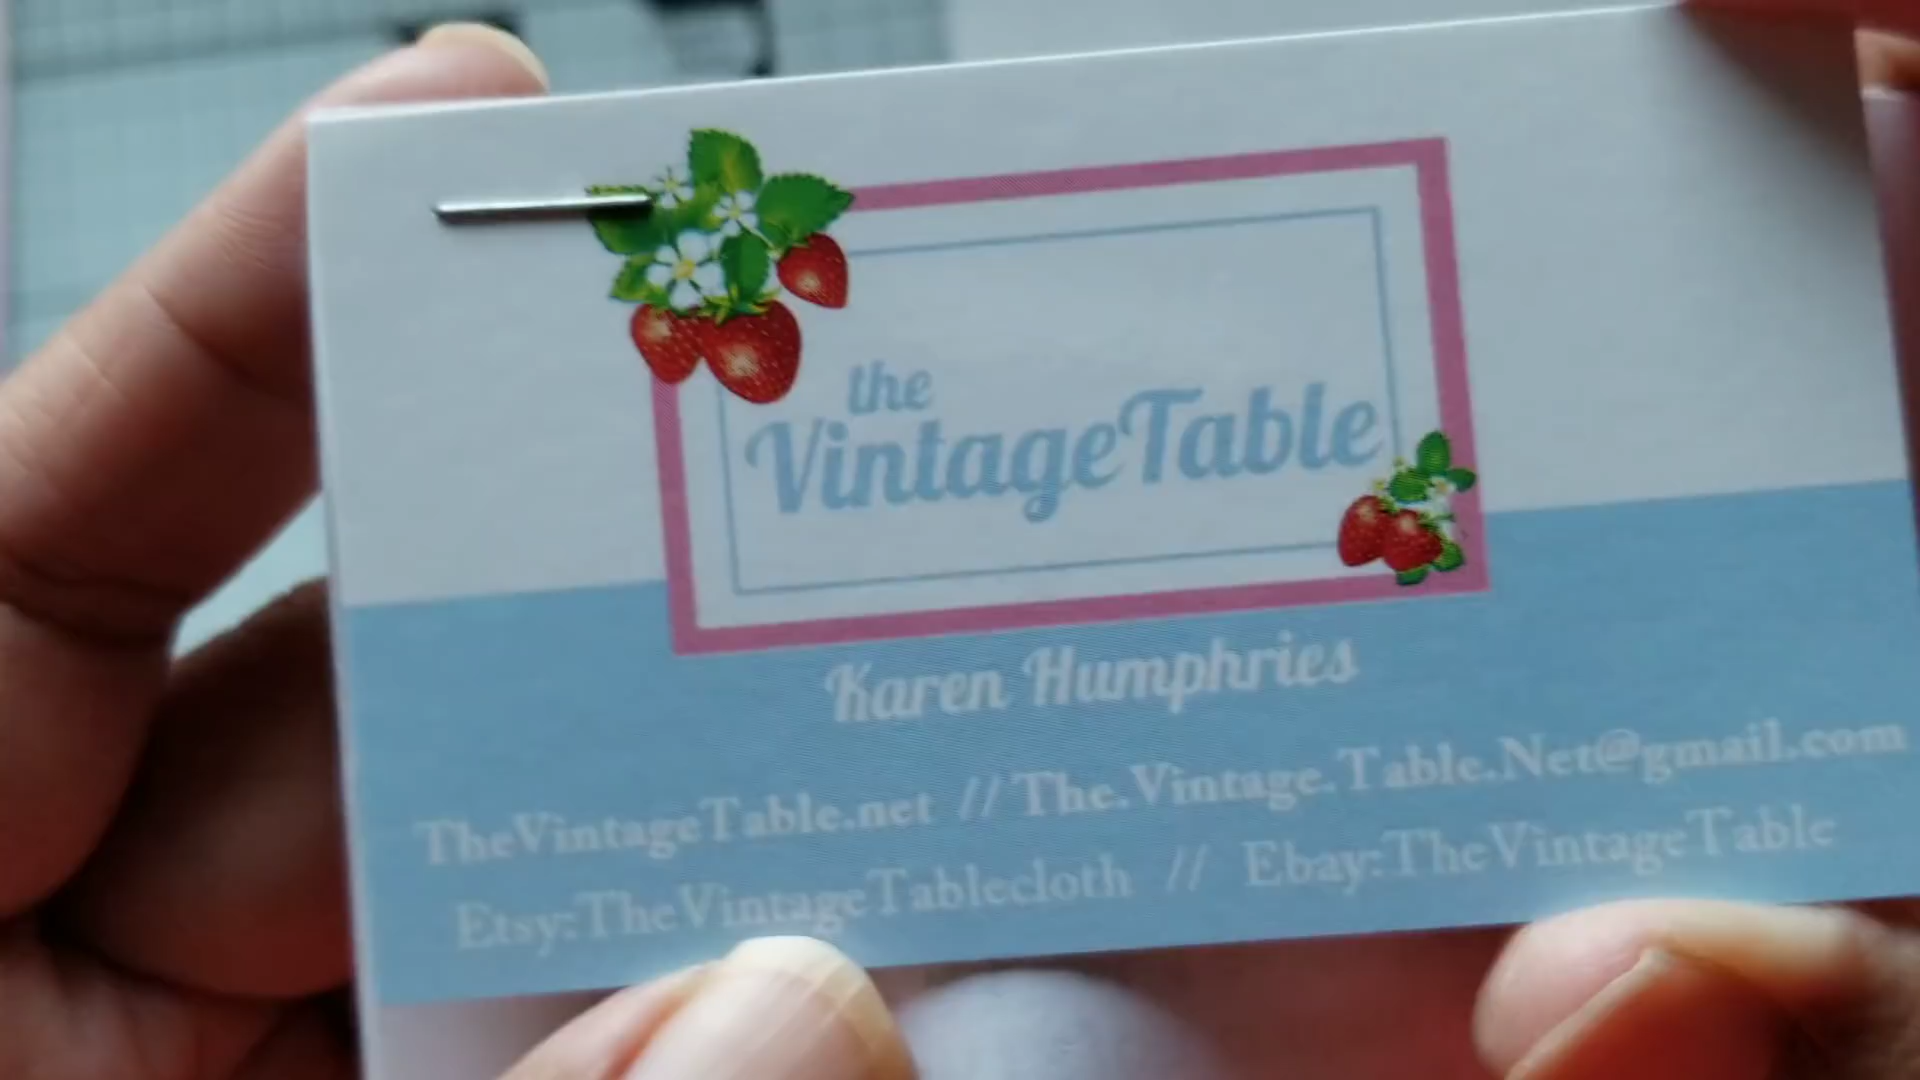 the
VintageTable
Karen Humphries
TheVintageTable.net // The.Vintage.Table.Net@gmail.com
Etsy:TheVintageTablecloth // Ebay:TheVintageTable